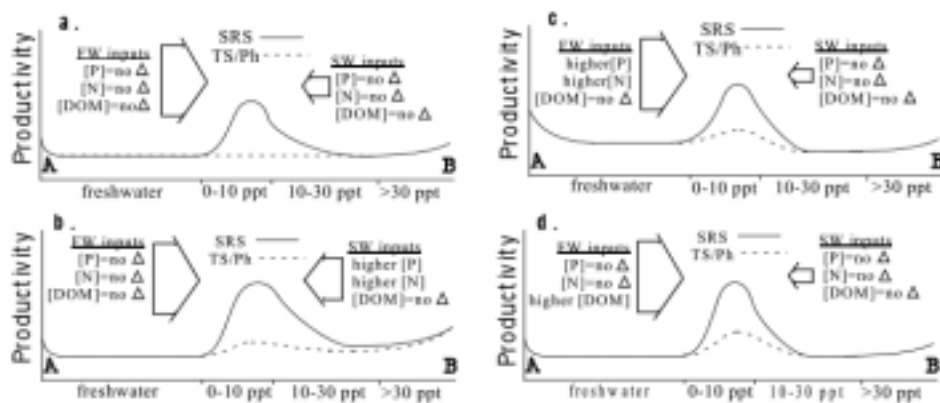 a.
Productivity
FW inputs
[P]=no Δ
[N]=no Δ
[DOM]=noΔ
SRS
TS/Ph
SW inputs
[P]=no Δ
[N]=no Δ
[DOM]=no Δ
A
B
freshwater
0-10 ppt
10-30 ppt
>30 ppt
b.
Productivity
FW inputs
[P]=no Δ
[N]=no Δ
[DOM]=no Δ
SRS
TS/Ph
SW inputs
higher [P]
higher [N]
[DOM]=no Δ
A
B
freshwater
0-10 ppt
10-30 ppt
>30 ppt
c.
Productivity
FW inputs
higher[P]
higher[N]
[DOM]=no Δ
SRS
TS/Ph
SW inputs
[P]=no Δ
[N]=no Δ
[DOM]=no Δ
A
B
freshwater
0-10 ppt
10-30 ppt
>30 ppt
d.
Productivity
FW inputs
[P]=no Δ
[N]=no Δ
higher [DOM]
SRS
TS/Ph
SW inputs
[P]=no Δ
[N]=no Δ
[DOM]=no Δ
A
B
freshwater
0-10 ppt
10-30 ppt
>30 ppt